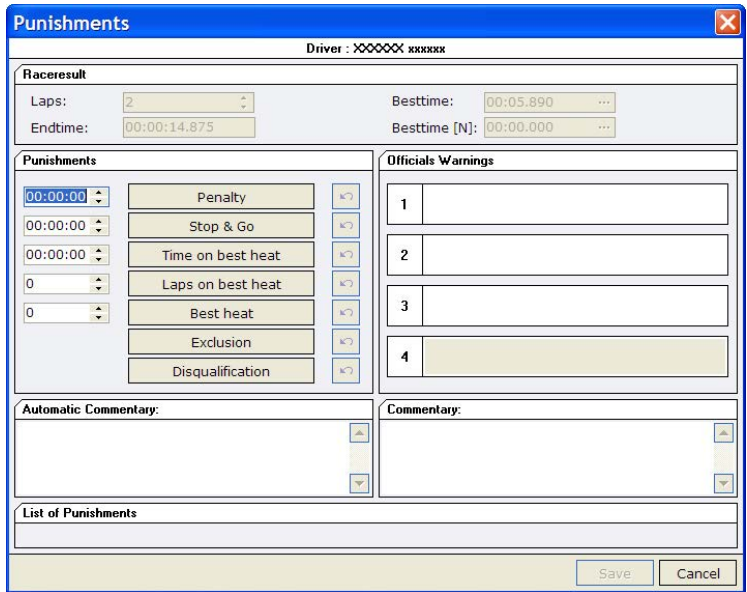 Punishments
Driver : XXXXXX xxxxxx
Raceresult
Laps: 2 Besttime: 00:05.890 ...
Endtime: 00:00:14.875 Besttime [N]: 00:00.000 ...
Punishments Officials Warnings
00:00:00 Penalty
1
00:00:00 Stop & Go
00:00:00 Time on best heat
2
0 Laps on best heat
0 Best heat
3
Exclusion
Disqualification
4
Automatic Commentary: Commentary:
List of Punishments
Save Cancel